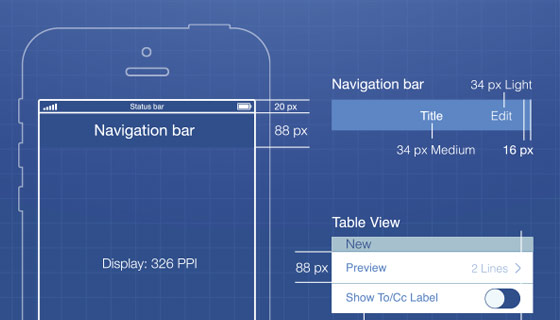 Status bar
20 px
Navigation bar
88 px
Display: 326 PPI
Navigation bar
34 px Light
Title
Edit
34 px Medium
16 px
Table View
New
88 px
Preview
2 Lines
Show To/Cc Label